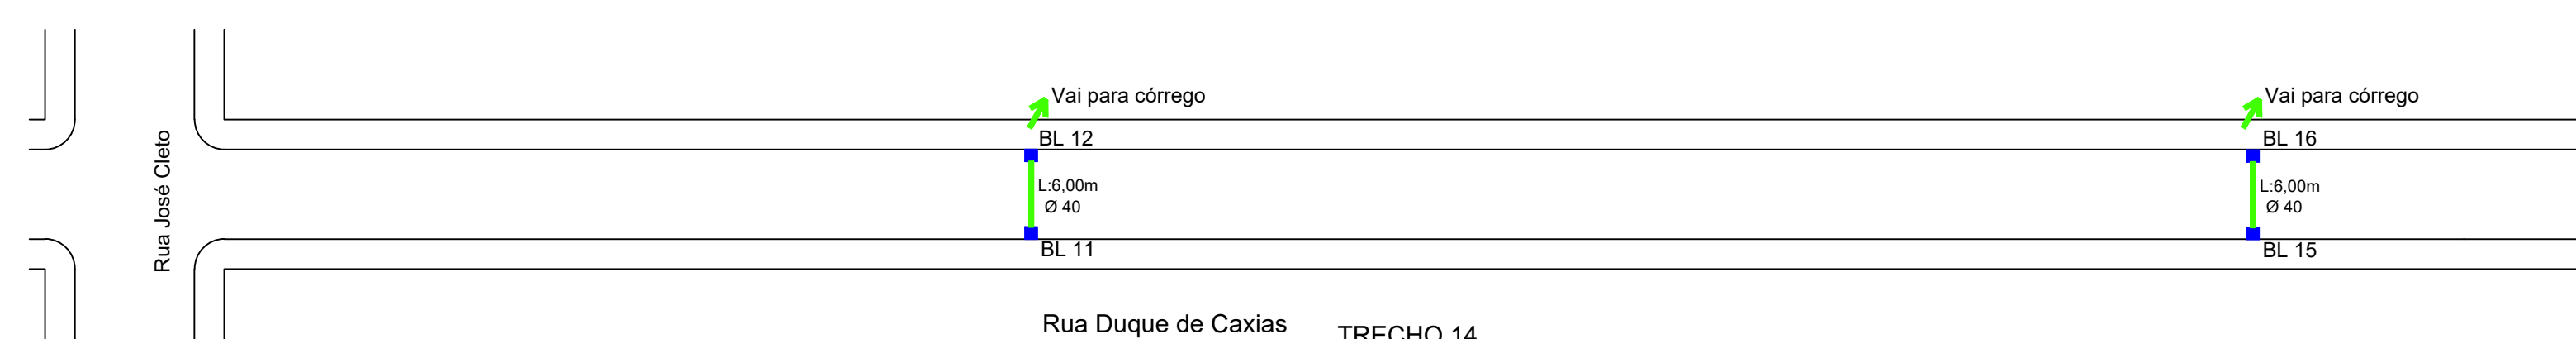 Vai para córrego
Vai para córrego
BL 12
BL 16
Rua José Cleto
L:6,00m
Ø 40
L:6,00m
Ø 40
BL 11
BL 15
Rua Duque de Caxias
TRECHO 14